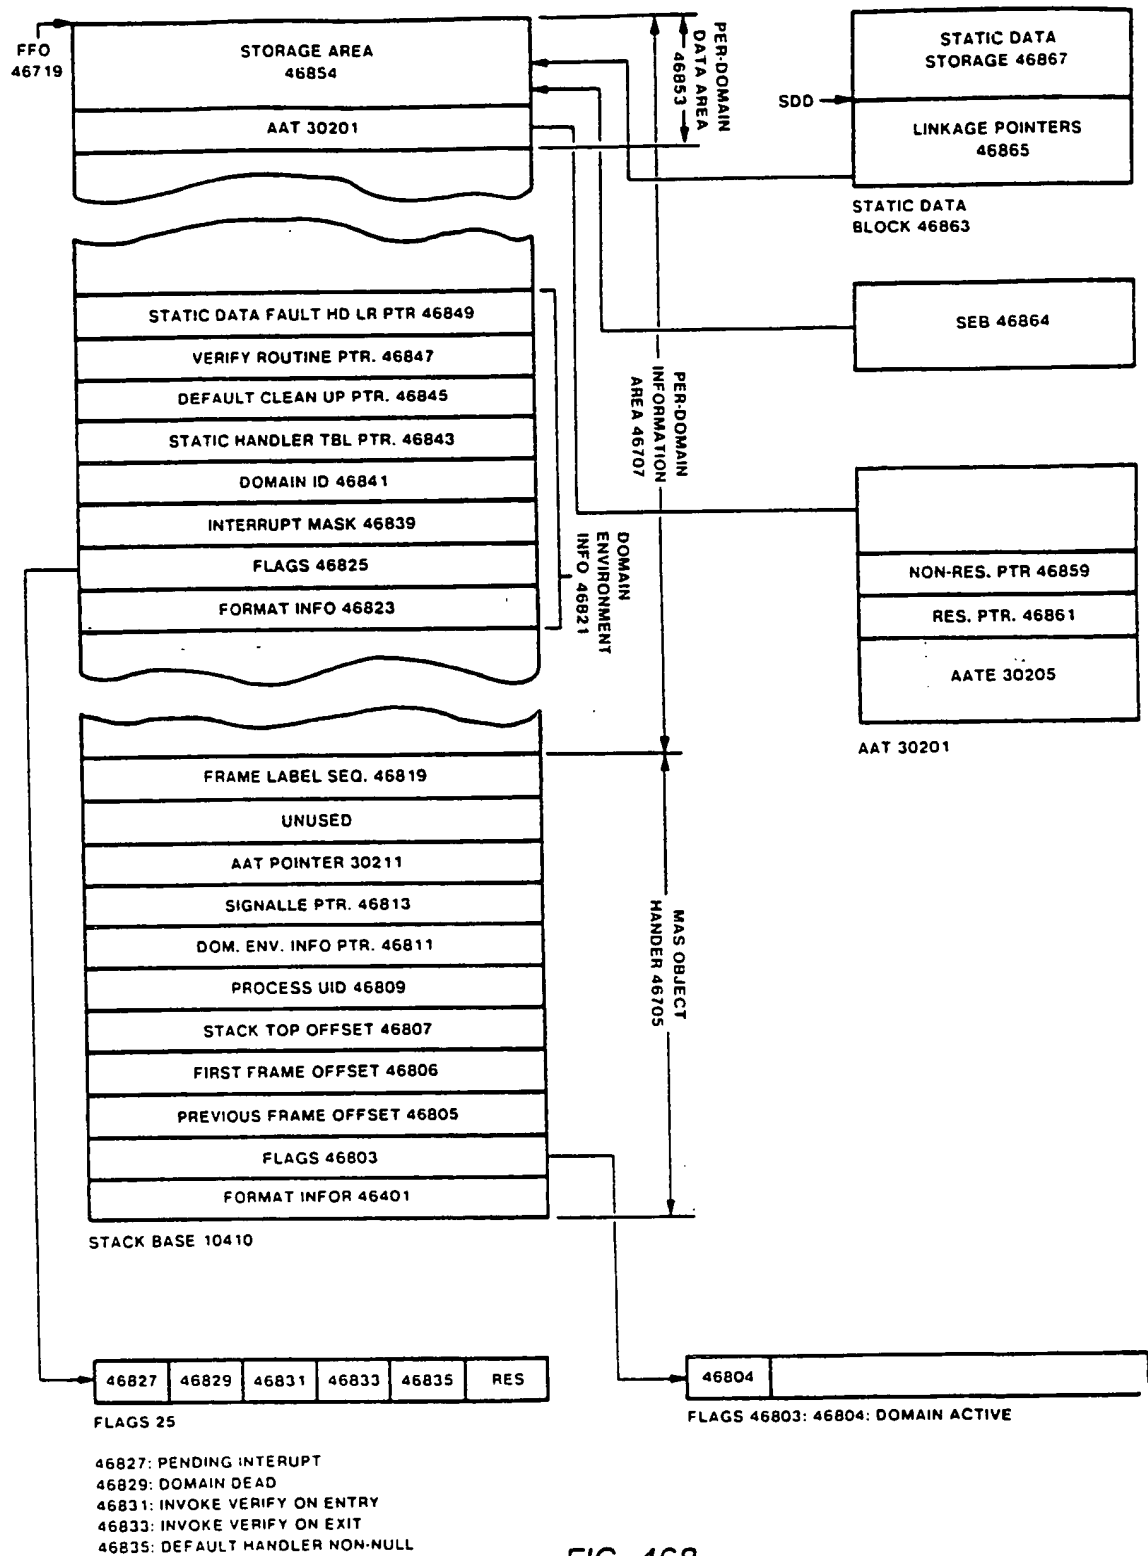 FFO
46719
STORAGE AREA
46854
AAT 30201
PER-DOMAIN
DATA AREA
46853
STATIC DATA
STORAGE 46867
SDD
LINKAGE POINTERS
46865
STATIC DATA
BLOCK 46863
STATIC DATA FAULT HD LR PTR 46849
VERIFY ROUTINE PTR. 46847
DEFAULT CLEAN UP PTR. 46845
STATIC HANDLER TBL PTR. 46843
DOMAIN ID 46841
INTERRUPT MASK 46839
FLAGS 46825
FORMAT INFO 46823
DOMAIN
ENVIRONMENT
INFO 46821
PER-DOMAIN
INFORMATION
AREA 46707
SEB 46864
NON-RES. PTR 46859
RES. PTR. 46861
AATE 30205
AAT 30201
FRAME LABEL SEQ. 46819
UNUSED
AAT POINTER 30211
SIGNALLE PTR. 46813
DOM. ENV. INFO PTR. 46811
PROCESS UID 46809
STACK TOP OFFSET 46807
FIRST FRAME OFFSET 46806
PREVIOUS FRAME OFFSET 46805
FLAGS 46803
FORMAT INFOR 46401
MAS OBJECT
HANDER 46705
STACK BASE 10410
46827 46829 46831 46833 46835 RES
FLAGS 25
46804
FLAGS 46803: 46804: DOMAIN ACTIVE
46827: PENDING INTERUPT
46829: DOMAIN DEAD
46831: INVOKE VERIFY ON ENTRY
46833: INVOKE VERIFY ON EXIT
46835: DEFAULT HANDLER NON-NULL
FIG. 468